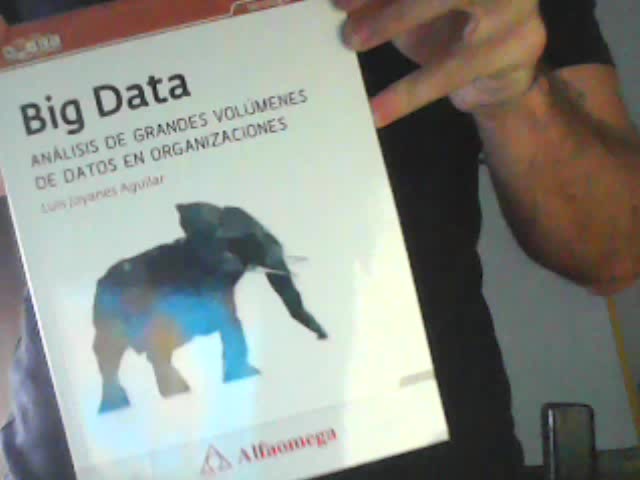 Big Data
ANÁLISIS DE GRANDES VOLÚMENES
DE DATOS EN ORGANIZACIONES
Luis Joyanes Aguilar
Alfaomega